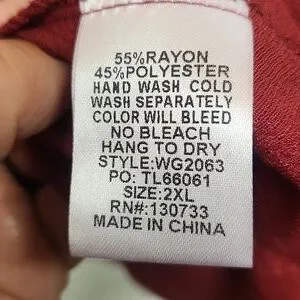 55%RAYON
45%POLYESTER
HAND WASH COLD
WASH SEPARATELY
COLOR WILL BLEED
NO BLEACH
HANG TO DRY
STYLE:WG2063
PO: TL66061
SIZE:2XL
RN#:130733
MADE IN CHINA